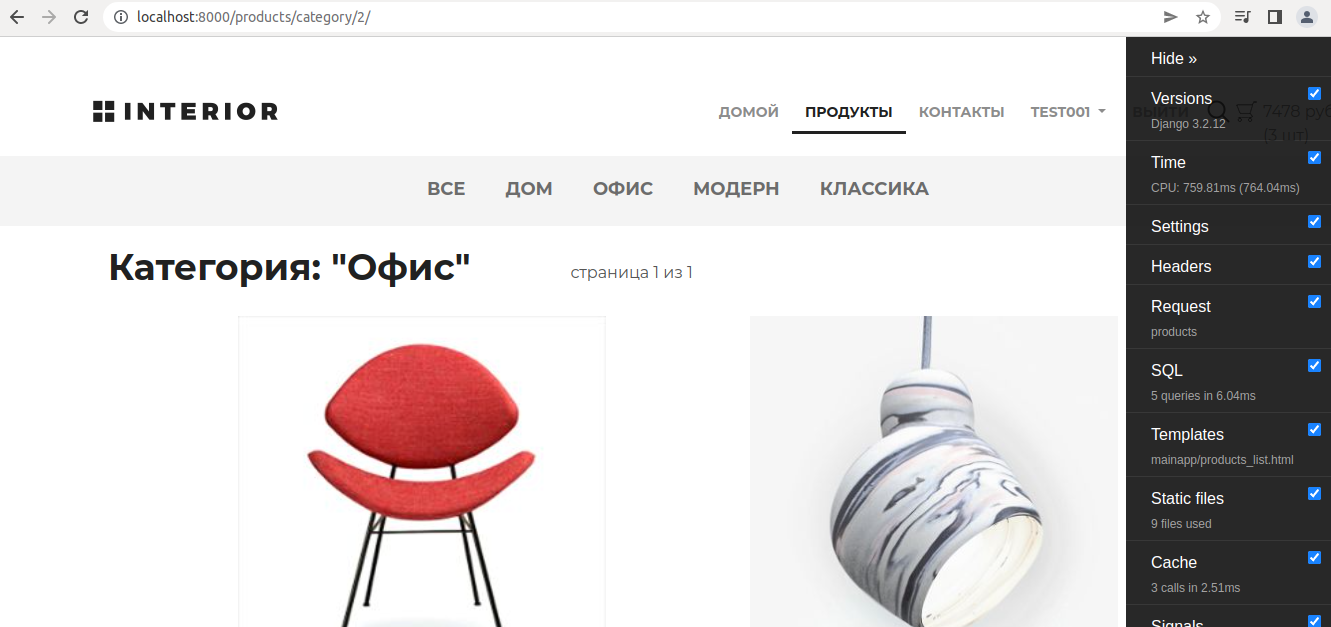 localhost:8000/products/category/2/
INTERIOR
ДОМОЙ ПРОДУКТЫ КОНТАКТЫ TEST001 ВЫЙТИ 7478 руб
(3 шт)
ВСЕ ДОМ ОФИС МОДЕРН КЛАССИКА
Категория: "Офис"
страница 1 из 1
Hide »
Versions
Django 3.2.12
Time
CPU: 759.81ms (764.04ms)
Settings
Headers
Request
products
SQL
5 queries in 6.04ms
Templates
mainapp/products_list.html
Static files
9 files used
Cache
3 calls in 2.51ms
Signals